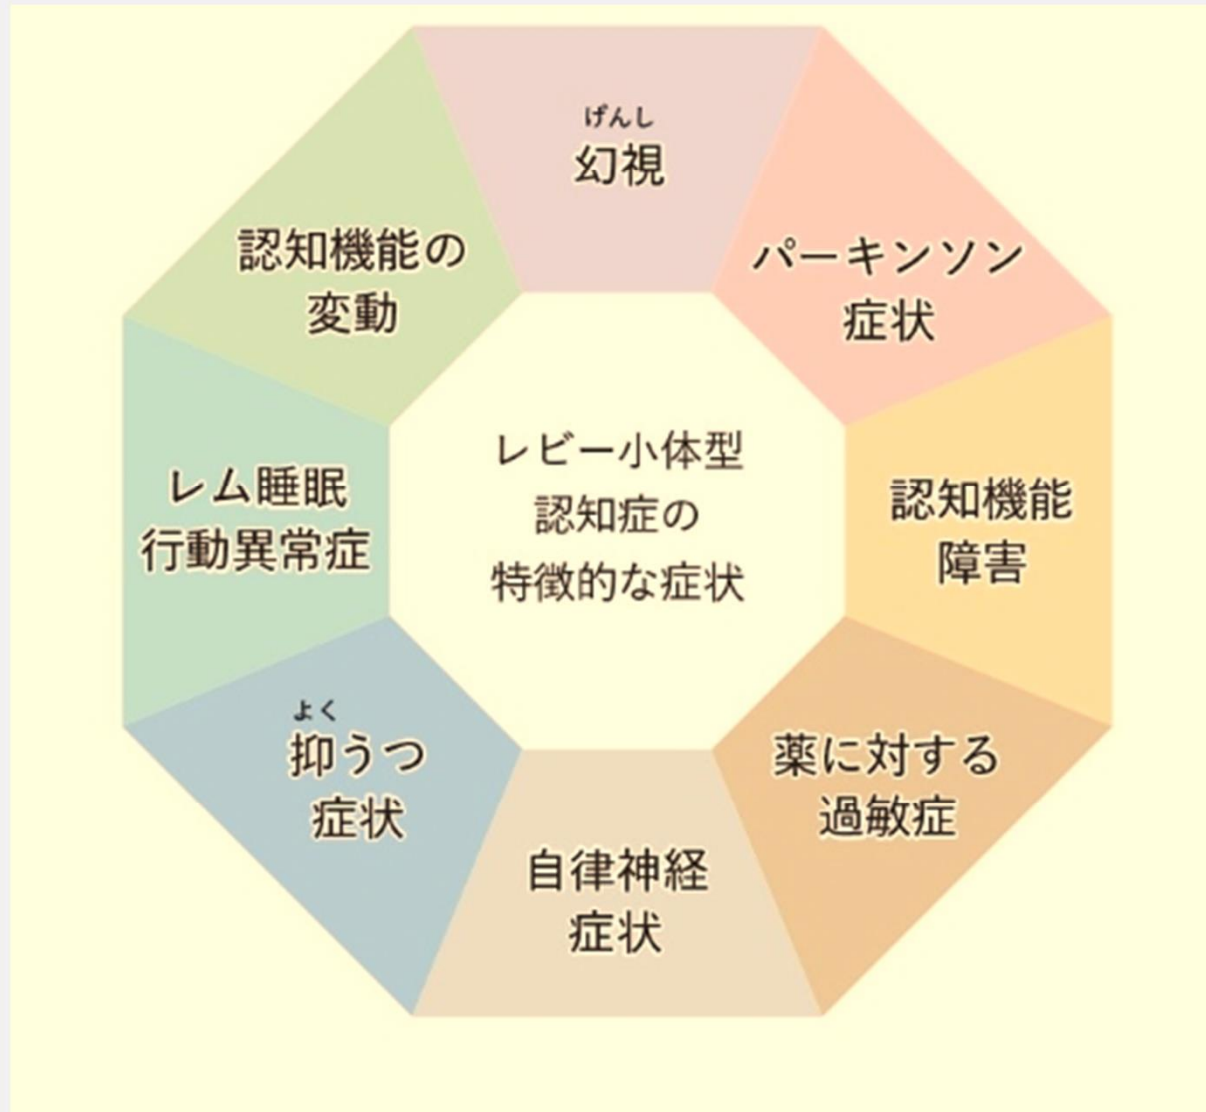 げんし
幻視
パーキンソン
症状
認知機能
障害
薬に対する
過敏症
自律神経
症状
よく
抑うつ
症状
レム睡眠
行動異常症
認知機能の
変動
レビー小体型
認知症の
特徴的な症状